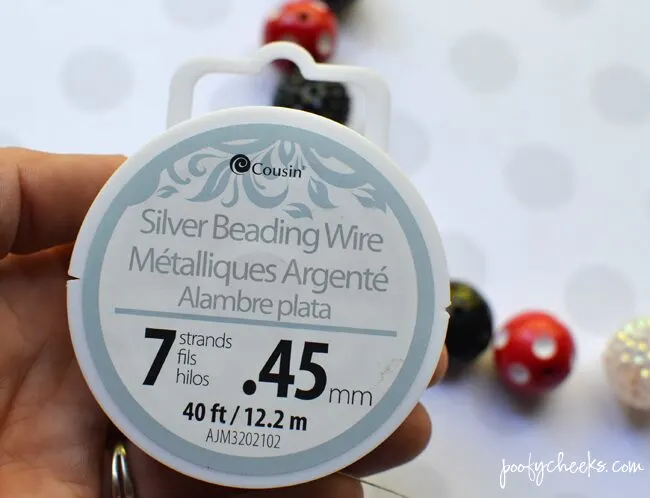 Cousin®
Silver Beading Wire
Métalliques Argenté
Alambre plata
7 strands
fils
hilos
.45 mm
40 ft / 12.2 m
AJM3202102
poofycheeks.com